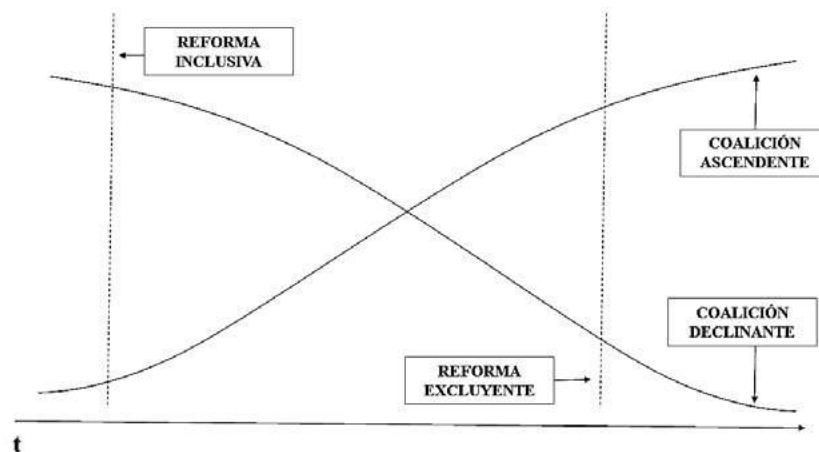 REFORMA
INCLUSIVA
COALICIÓN
ASCENDENTE
COALICIÓN
DECLINANTE
REFORMA
EXCLUYENTE
t